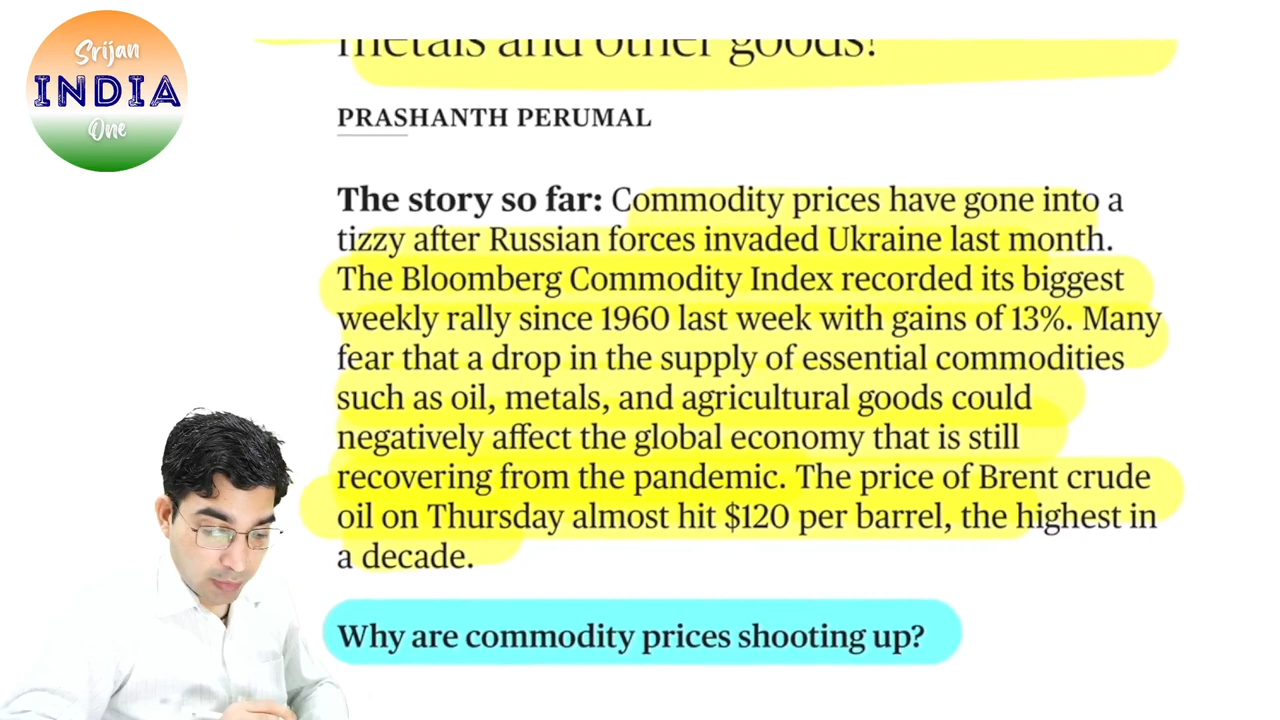 Srijan
INDIA
One
metals and other goods?
PRASHANTH PERUMAL
The story so far: Commodity prices have gone into a
tizzy after Russian forces invaded Ukraine last month.
The Bloomberg Commodity Index recorded its biggest
weekly rally since 1960 last week with gains of 13%. Many
fear that a drop in the supply of essential commodities
such as oil, metals, and agricultural goods could
negatively affect the global economy that is still
recovering from the pandemic. The price of Brent crude
oil on Thursday almost hit $120 per barrel, the highest in
a decade.
Why are commodity prices shooting up?